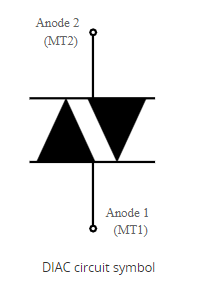 Anode 2
(MT2)
Anode 1
(MT1)
DIAC circuit symbol